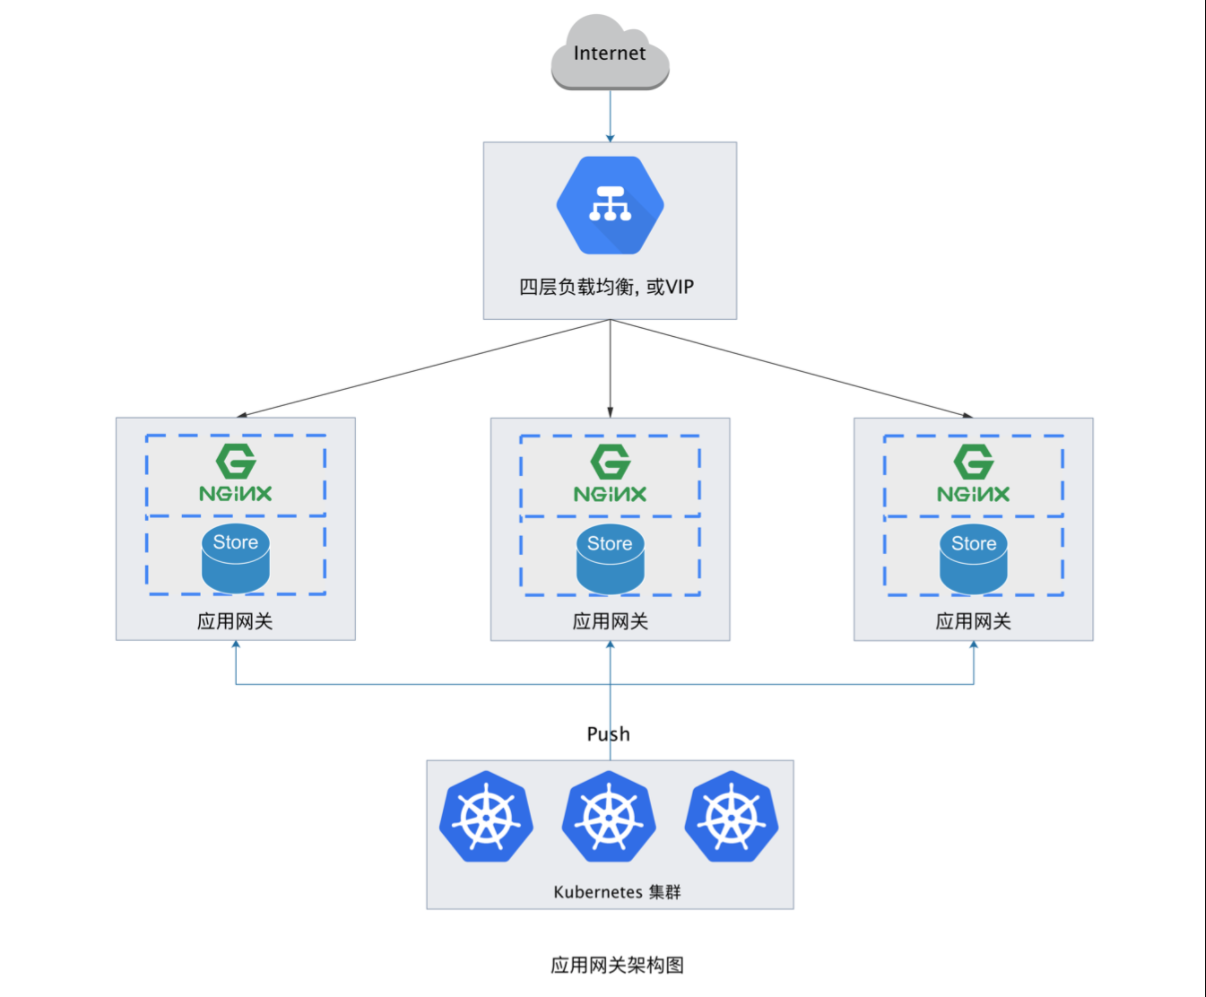 Internet
四层负载均衡, 或VIP
NGINX
NGINX
NGINX
Store
Store
Store
应用网关
应用网关
应用网关
Push
Kubernetes 集群
应用网关架构图